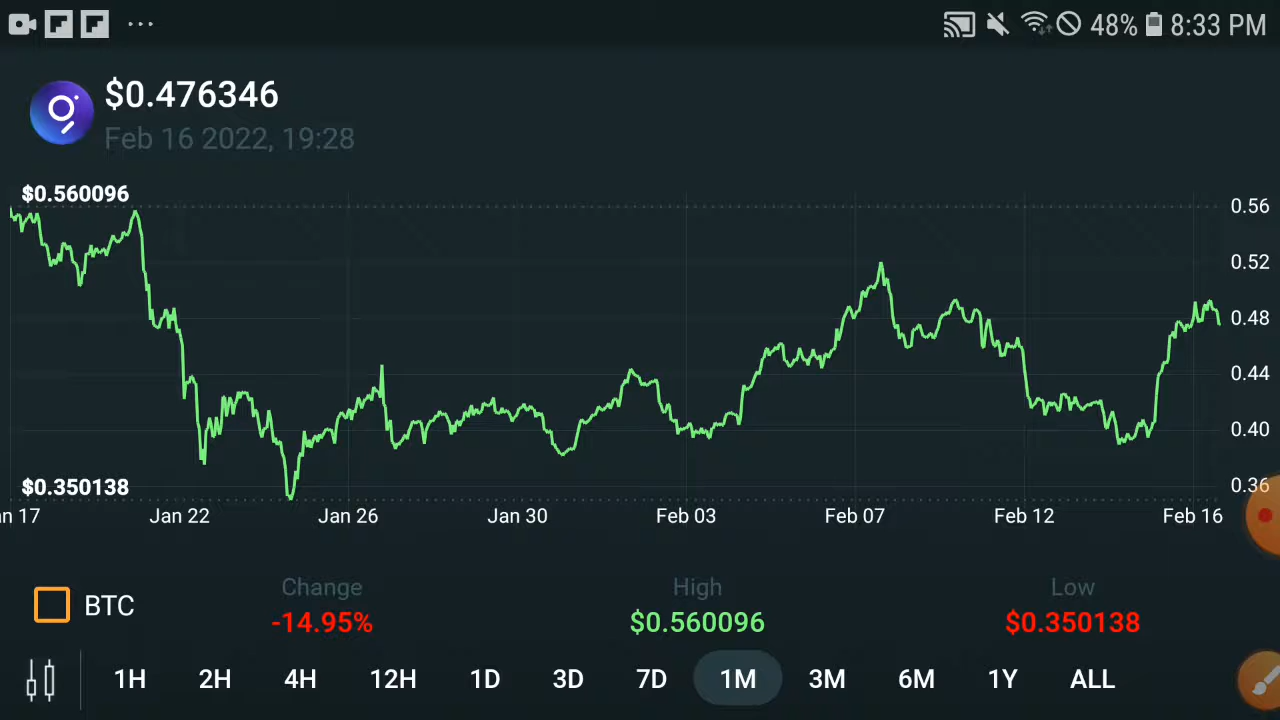 ... 48% 8:33 PM
$0.476346
Feb 16 2022, 19:28
$0.560096
0.56
0.52
0.48
0.44
0.40
$0.350138
0.36
n 17 Jan 22 Jan 26 Jan 30 Feb 03 Feb 07 Feb 12 Feb 16
Change High Low
BTC -14.95% $0.560096 $0.350138
1H 2H 4H 12H 1D 3D 7D 1M 3M 6M 1Y ALL